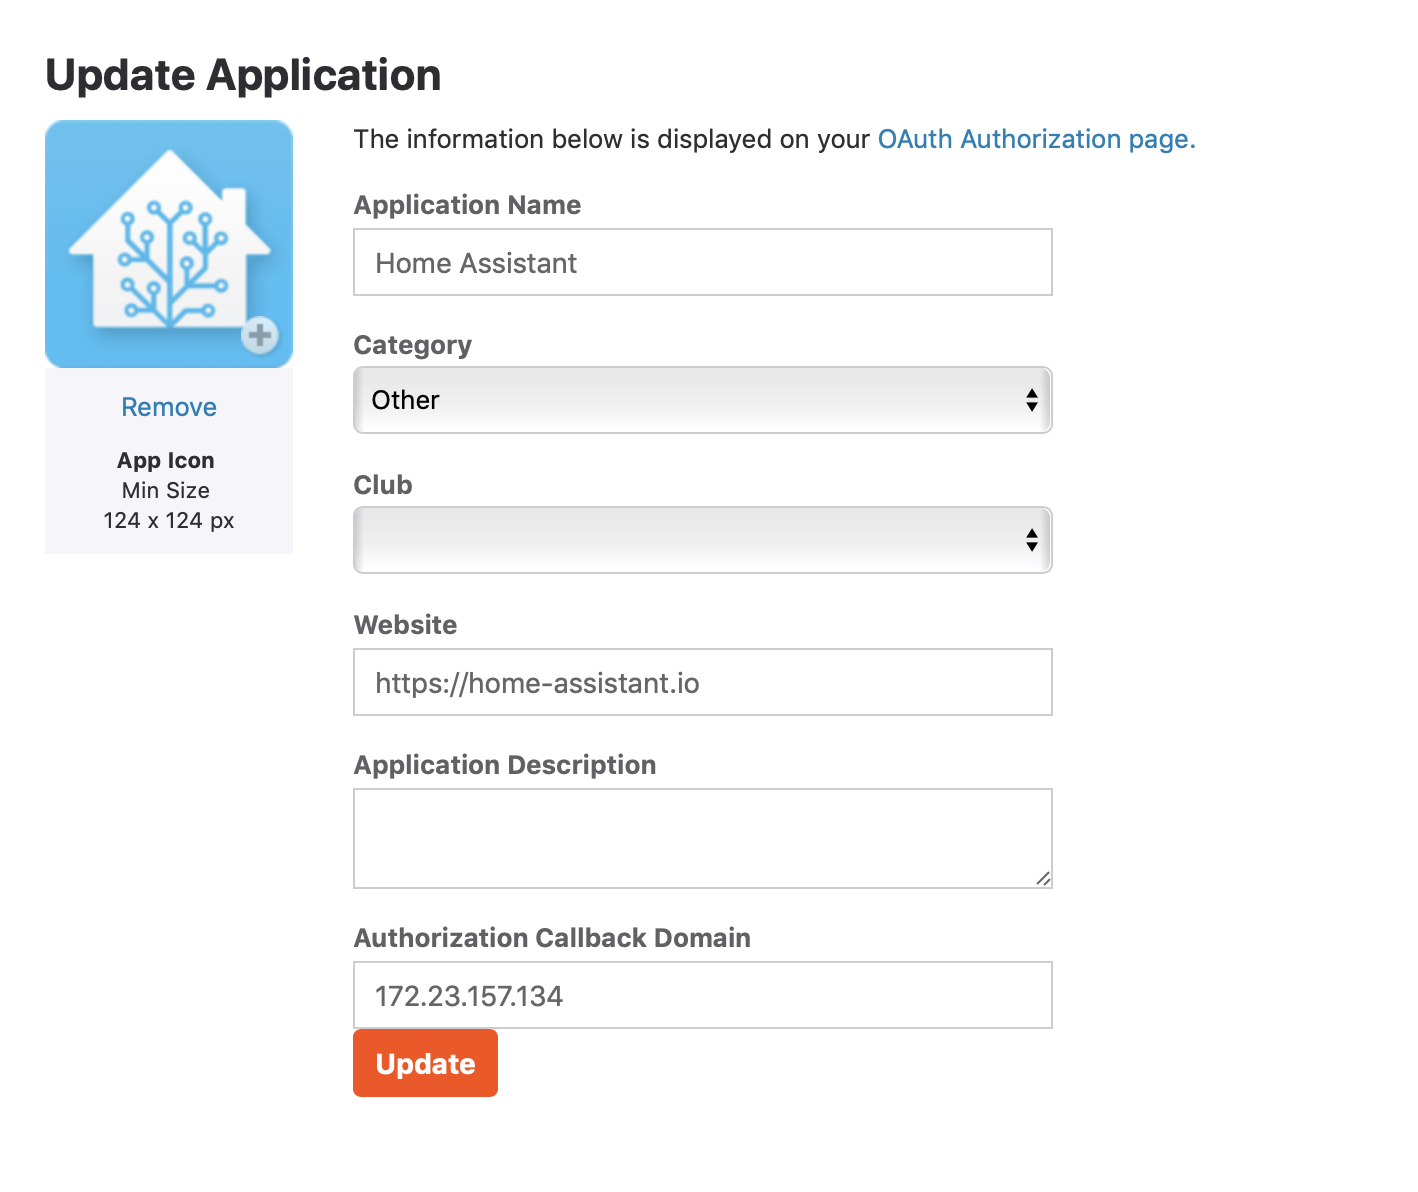 Update Application
The information below is displayed on your OAuth Authorization page.
Remove
App Icon
Min Size
124 x 124 px
Application Name
Home Assistant
Category
Other
Club
Website
https://home-assistant.io
Application Description
Authorization Callback Domain
172.23.157.134
Update